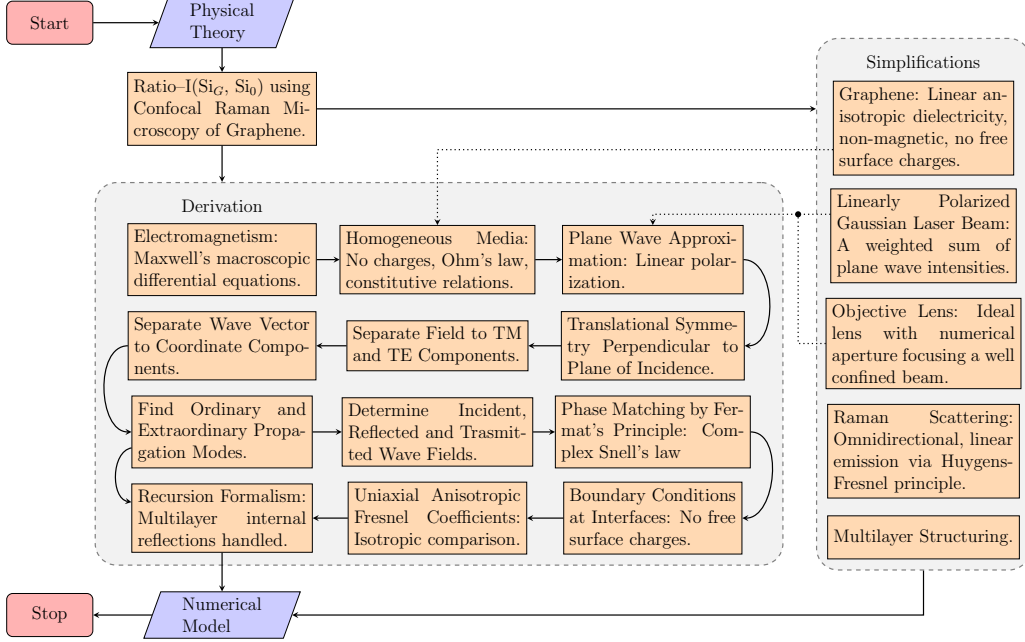 Start
Physical
Theory
Ratio–I(Si_G, Si_0) using
Confocal Raman Mi-
croscopy of Graphene.
Simplifications
Graphene: Linear an-
isotropic dielectricity,
non-magnetic, no free
surface charges.
Linearly Polarized
Gaussian Laser Beam:
A weighted sum of
plane wave intensities.
Objective Lens: Ideal
lens with numerical
aperture focusing a well
confined beam.
Raman Scattering:
Omnidirectional, linear
emission via Huygens-
Fresnel principle.
Multilayer Structuring.
Derivation
Electromagnetism:
Maxwell's macroscopic
differential equations.
Homogeneous Media:
No charges, Ohm's law,
constitutive relations.
Plane Wave Approxi-
mation: Linear polar-
ization.
Translational Symme-
try Perpendicular to
Plane of Incidence.
Separate Field to TM
and TE Components.
Separate Wave Vector
to Coordinate Compo-
nents.
Find Ordinary and
Extraordinary Propa-
gation Modes.
Determine Incident,
Reflected and Trasmit-
ted Wave Fields.
Phase Matching by Fer-
mat's Principle: Com-
plex Snell's law
Boundary Conditions
at Interfaces: No free
surface charges.
Uniaxial Anisotropic
Fresnel Coefficients:
Isotropic comparison.
Recursion Formalism:
Multilayer internal
reflections handled.
Numerical
Model
Stop